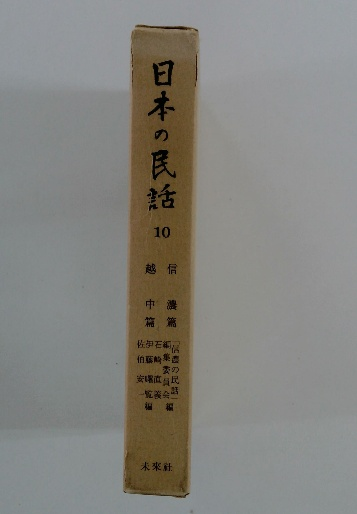 日本の民話
10
信濃篇
越中篇
「信濃の民話」編集委員会編
石崎直義
伊藤曙覧
佐伯安一
編
未來社